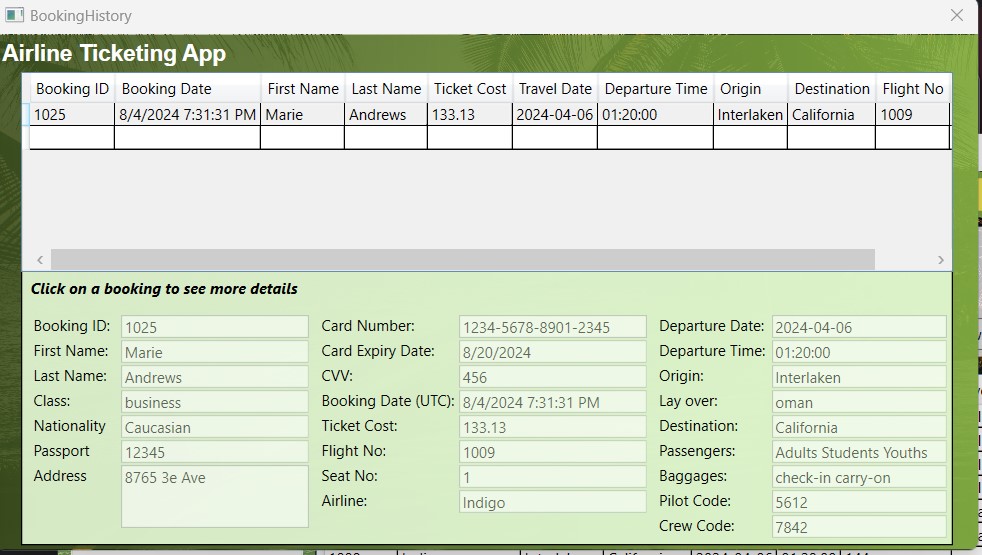 BookingHistory
Airline Ticketing App
Booking ID Booking Date First Name Last Name Ticket Cost Travel Date Departure Time Origin Destination Flight No
1025 8/4/2024 7:31:31 PM Marie Andrews 133.13 2024-04-06 01:20:00 Interlaken California 1009
Click on a booking to see more details
Booking ID: 1025 Card Number: 1234-5678-8901-2345 Departure Date: 2024-04-06
First Name: Marie Card Expiry Date: 8/20/2024 Departure Time: 01:20:00
Last Name: Andrews CVV: 456 Origin: Interlaken
Class: business Booking Date (UTC): 8/4/2024 7:31:31 PM Lay over: oman
Nationality Caucasian Ticket Cost: 133.13 Destination: California
Passport 12345 Flight No: 1009 Passengers: Adults Students Youths
Address 8765 3e Ave Seat No: 1 Baggages: check-in carry-on
Airline: Indigo Pilot Code: 5612
Crew Code: 7842